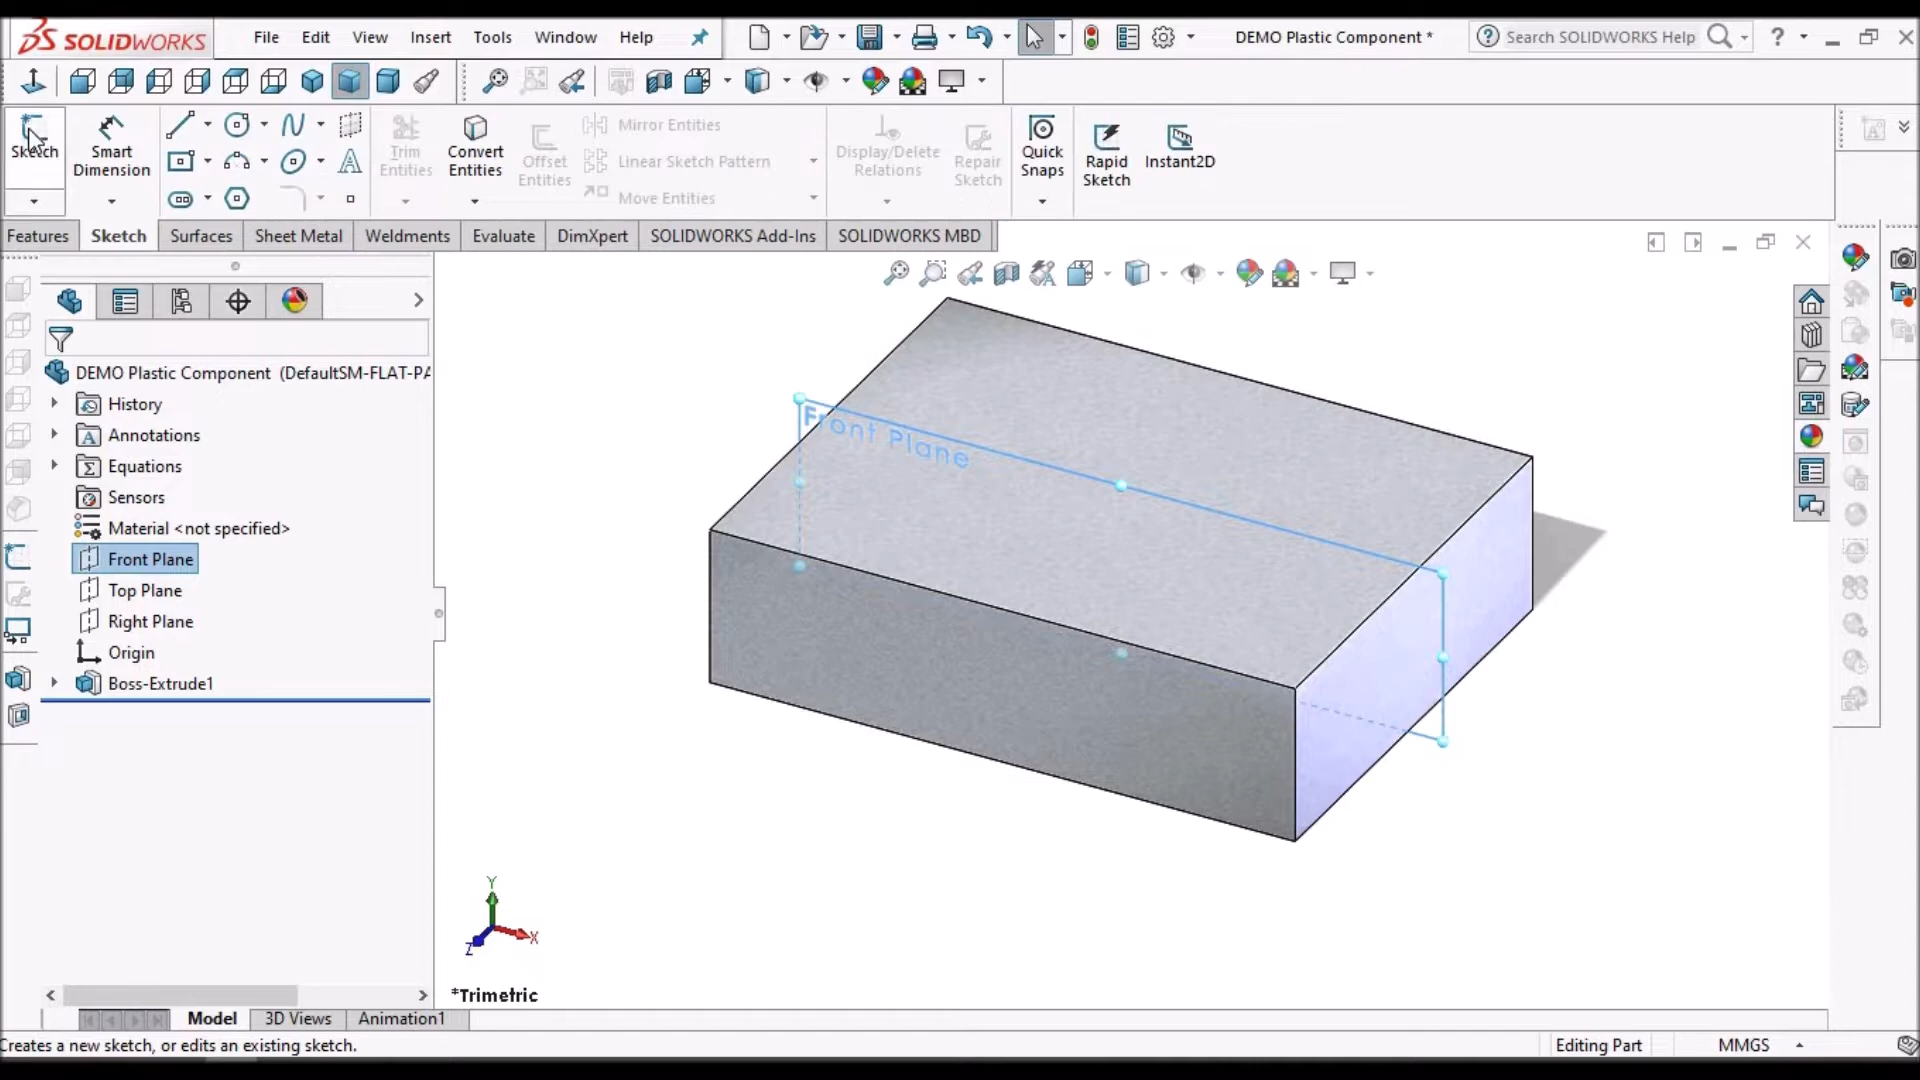 SOLIDWORKS File Edit View Insert Tools Window Help DEMO Plastic Component * Search SOLIDWORKS Help ?
Sketch Smart Dimension Trim Entities Convert Entities Offset Entities Mirror Entities Linear Sketch Pattern Move Entities Display/Delete Relations Repair Sketch Quick Snaps Rapid Sketch Instant2D
Features Sketch Surfaces Sheet Metal Weldments Evaluate DimXpert SOLIDWORKS Add-Ins SOLIDWORKS MBD
DEMO Plastic Component (DefaultSM-FLAT-PA
History
Annotations
Equations
Sensors
Material <not specified>
Front Plane
Top Plane
Right Plane
Origin
Boss-Extrude1
Front Plane
Y
X
Z
*Trimetric
Model 3D Views Animation1
Creates a new sketch, or edits an existing sketch. Editing Part MMGS